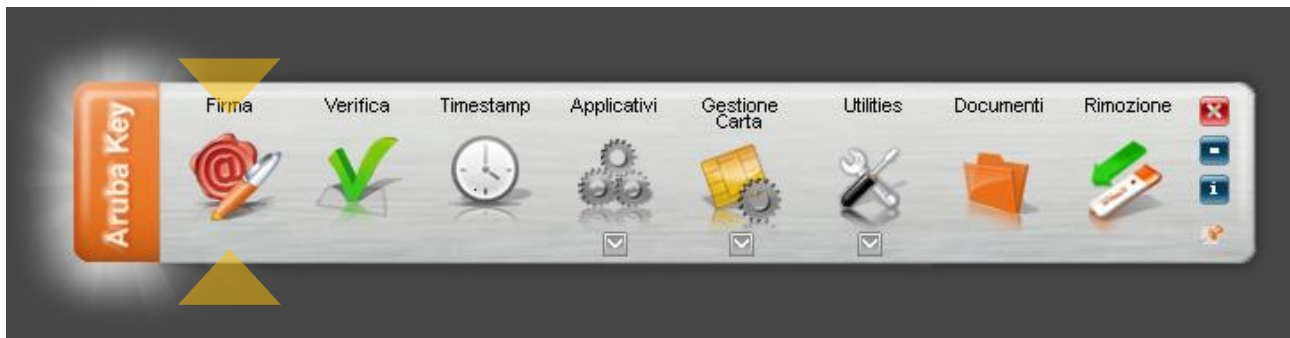 Aruba Key
Firma
Verifica
Timestamp
Applicativi
Gestione
Carta
Utilities
Documenti
Rimozione